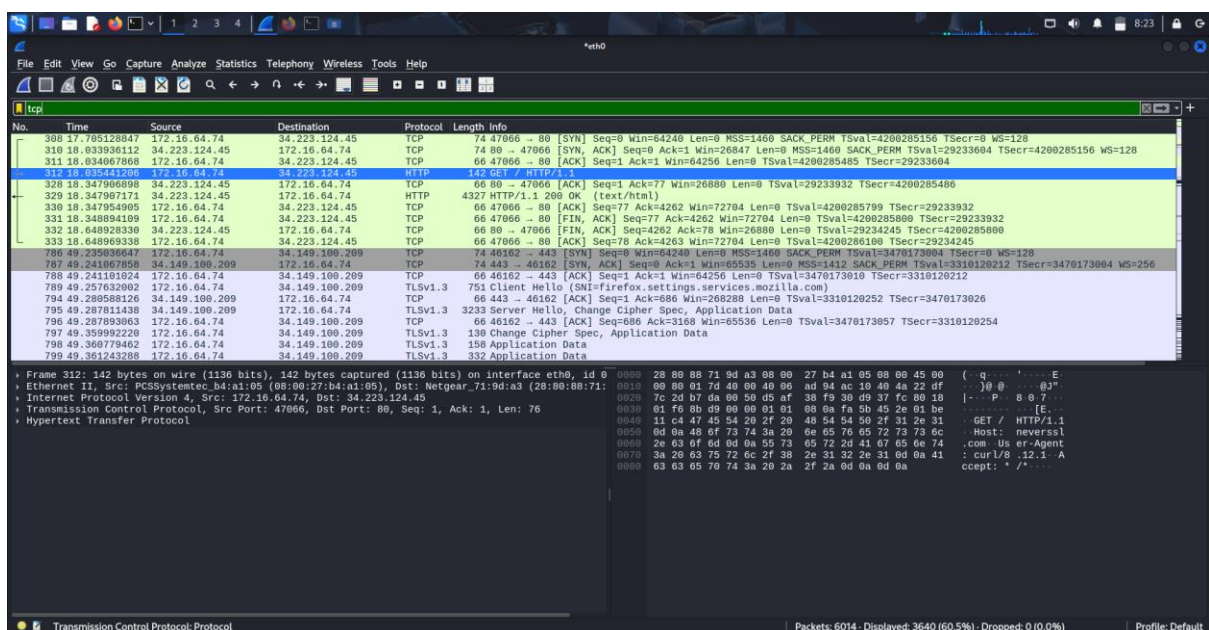 1 2 3 4
8:23
*eth0
File Edit View Go Capture Analyze Statistics Telephony Wireless Tools Help
tcp
No. Time Source Destination Protocol Length Info
308 17.705128847 172.16.64.74 34.223.124.45 TCP 74 47066 → 80 [SYN] Seq=0 Win=64240 Len=0 MSS=1460 SACK_PERM TSval=4200285156 TSecr=0 WS=128
310 18.033936112 34.223.124.45 172.16.64.74 TCP 74 80 → 47066 [SYN, ACK] Seq=0 Ack=1 Win=26847 Len=0 MSS=1460 SACK_PERM TSval=29233604 TSecr=4200285156 WS=128
311 18.034067868 172.16.64.74 34.223.124.45 TCP 66 47066 → 80 [ACK] Seq=1 Ack=1 Win=64256 Len=0 TSval=4200285485 TSecr=29233604
312 18.035441206 172.16.64.74 34.223.124.45 HTTP 142 GET / HTTP/1.1
328 18.347906898 34.223.124.45 172.16.64.74 TCP 66 80 → 47066 [ACK] Seq=1 Ack=77 Win=26880 Len=0 TSval=29233932 TSecr=4200285486
329 18.347907171 34.223.124.45 172.16.64.74 HTTP 4327 HTTP/1.1 200 OK (text/html)
330 18.347954905 172.16.64.74 34.223.124.45 TCP 66 47066 → 80 [ACK] Seq=77 Ack=4262 Win=72704 Len=0 TSval=4200285799 TSecr=29233932
331 18.348894109 172.16.64.74 34.223.124.45 TCP 66 47066 → 80 [FIN, ACK] Seq=77 Ack=4262 Win=72704 Len=0 TSval=4200285800 TSecr=29233932
332 18.648928330 34.223.124.45 172.16.64.74 TCP 66 80 → 47066 [FIN, ACK] Seq=4262 Ack=78 Win=26880 Len=0 TSval=29234245 TSecr=4200285800
333 18.648969338 172.16.64.74 34.223.124.45 TCP 66 47066 → 80 [ACK] Seq=78 Ack=4263 Win=72704 Len=0 TSval=4200286100 TSecr=29234245
786 49.235036647 172.16.64.74 34.149.100.209 TCP 74 46162 → 443 [SYN] Seq=0 Win=64240 Len=0 MSS=1460 SACK_PERM TSval=3470173004 TSecr=0 WS=128
787 49.241067858 34.149.100.209 172.16.64.74 TCP 74 443 → 46162 [SYN, ACK] Seq=0 Ack=1 Win=65535 Len=0 MSS=1412 SACK_PERM TSval=3310120212 TSecr=3470173004 WS=256
788 49.241101024 172.16.64.74 34.149.100.209 TCP 66 46162 → 443 [ACK] Seq=1 Ack=1 Win=64256 Len=0 TSval=3470173010 TSecr=3310120212
789 49.257632002 172.16.64.74 34.149.100.209 TLSv1.3 751 Client Hello (SNI=firefox.settings.services.mozilla.com)
794 49.280588126 34.149.100.209 172.16.64.74 TCP 66 443 → 46162 [ACK] Seq=1 Ack=686 Win=268288 Len=0 TSval=3310120252 TSecr=3470173026
795 49.287811438 34.149.100.209 172.16.64.74 TLSv1.3 3233 Server Hello, Change Cipher Spec, Application Data
796 49.287893063 172.16.64.74 34.149.100.209 TCP 66 46162 → 443 [ACK] Seq=686 Ack=3168 Win=65536 Len=0 TSval=3470173057 TSecr=3310120254
797 49.359992220 172.16.64.74 34.149.100.209 TLSv1.3 130 Change Cipher Spec, Application Data
798 49.360779462 172.16.64.74 34.149.100.209 TLSv1.3 158 Application Data
799 49.361243288 172.16.64.74 34.149.100.209 TLSv1.3 332 Application Data
Frame 312: 142 bytes on wire (1136 bits), 142 bytes captured (1136 bits) on interface eth0, id 0
Ethernet II, Src: PCSSystemtec_b4:a1:05 (08:00:27:b4:a1:05), Dst: Netgear_71:9d:a3 (28:80:88:71:
Internet Protocol Version 4, Src: 172.16.64.74, Dst: 34.223.124.45
Transmission Control Protocol, Src Port: 47066, Dst Port: 80, Seq: 1, Ack: 1, Len: 76
Hypertext Transfer Protocol
0000 28 80 88 71 9d a3 08 00 27 b4 a1 05 08 00 45 00 (··q····'·····E·
0010 00 80 01 7d 40 00 40 06 ad 94 ac 10 40 4a 22 df ···}@·@·····@J"·
0020 7c 2d b7 da 00 50 d5 af 38 f9 30 d9 37 fc 80 18 |-···P··8·0·7···
0030 01 f6 8b d9 00 00 01 01 08 0a fa 5b 45 2e 01 be ···········[E.··
0040 11 c4 47 45 54 20 2f 20 48 54 54 50 2f 31 2e 31 ··GET / HTTP/1.1
0050 0d 0a 48 6f 73 74 3a 20 6e 65 76 65 72 73 73 6c ··Host: neverssl
0060 2e 63 6f 6d 0d 0a 55 73 65 72 2d 41 67 65 6e 74 .com··User-Agent
0070 3a 20 63 75 72 6c 2f 38 2e 31 32 2e 31 0d 0a 41 : curl/8.12.1··A
0080 63 63 65 70 74 3a 20 2a 2f 2a 0d 0a 0d 0a ccept: */*····
Transmission Control Protocol: Protocol
Packets: 6014 · Displayed: 3640 (60.5%) · Dropped: 0 (0.0%)
Profile: Default